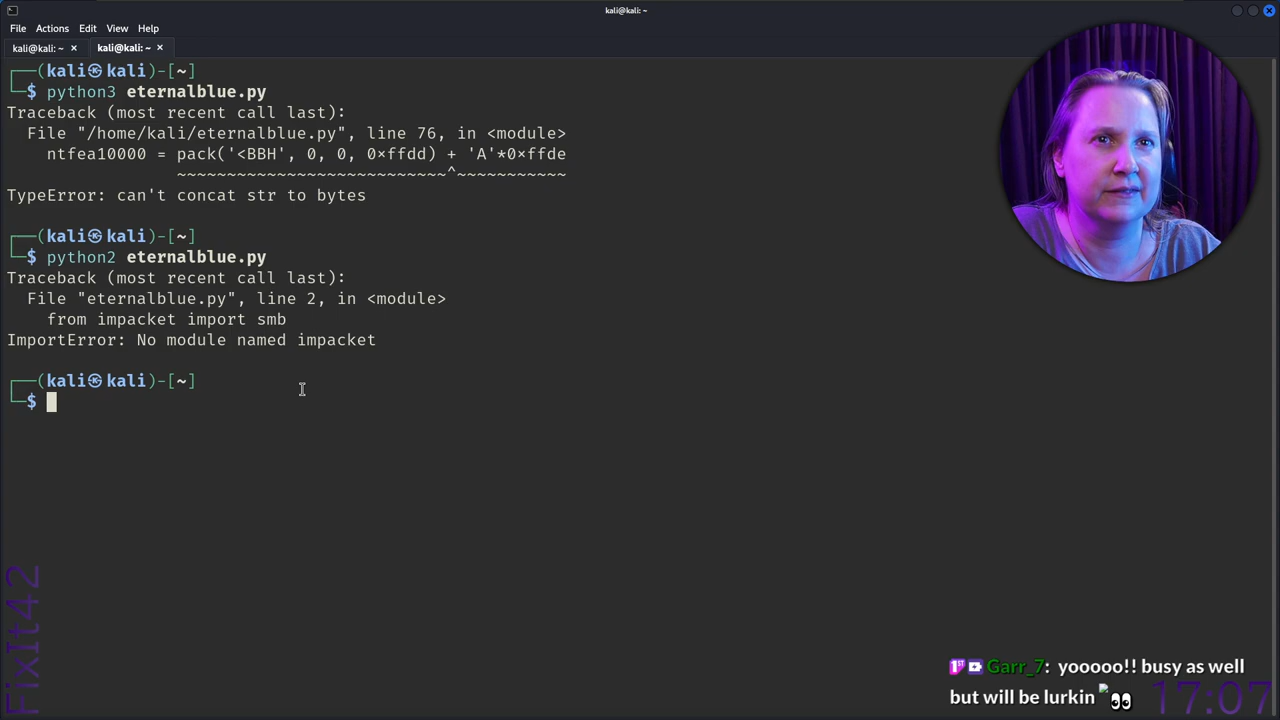 kali@kali: ~
File Actions Edit View Help
kali@kali: ~ × kali@kali: ~ ×
┌──(kali㉿kali)-[~]
└─$ python3 eternalblue.py
Traceback (most recent call last):
  File "/home/kali/eternalblue.py", line 76, in <module>
    ntfea10000 = pack('<BBH', 0, 0, 0×ffdd) + 'A'*0×ffde
                 ~~~~~~~~~~~~~~~~~~~~~~~~~~~^~~~~~~~~~~~
TypeError: can't concat str to bytes
┌──(kali㉿kali)-[~]
└─$ python2 eternalblue.py
Traceback (most recent call last):
  File "eternalblue.py", line 2, in <module>
    from impacket import smb
ImportError: No module named impacket
┌──(kali㉿kali)-[~]
└─$
FixIt42
1ST Garr_7: yooooo!! busy as well
but will be lurkin 👀
17:07